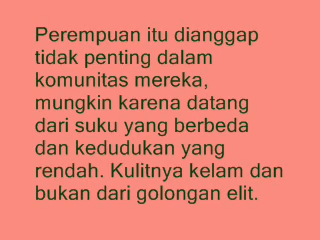 Perempuan itu dianggap
tidak penting dalam
komunitas mereka,
mungkin karena datang
dari suku yang berbeda
dan kedudukan yang
rendah. Kulitnya kelam dan
bukan dari golongan elit.